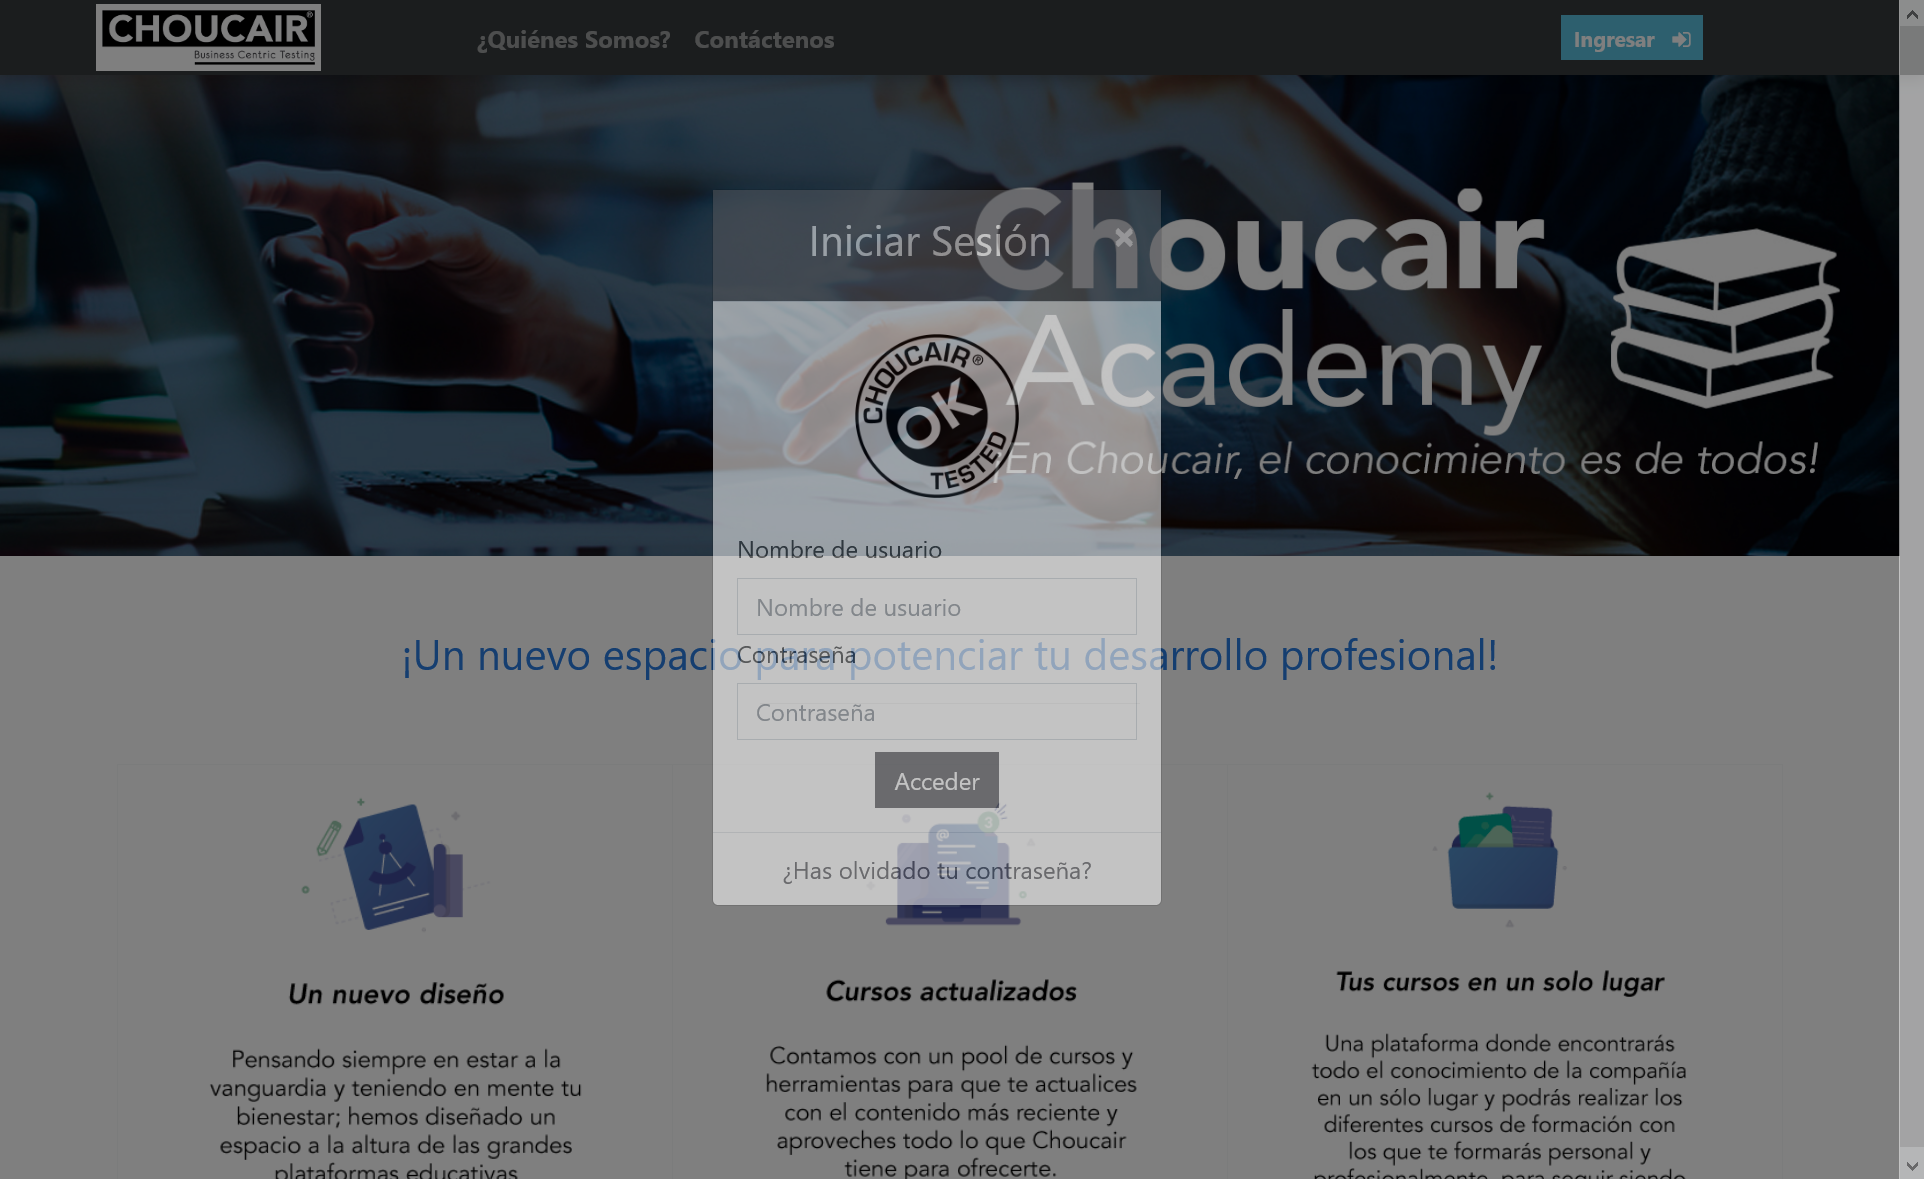 CHOUCAIR®
Business Centric Testing
¿Quiénes Somos?
Contáctenos
Ingresar
Iniciar Sesión
×
Choucair
Academy
¡En Choucair, el conocimiento es de todos!
CHOUCAIR®
OK
TESTED
Nombre de usuario
Nombre de usuario
¡Un nuevo espacio para potenciar tu desarrollo profesional!
Contraseña
Contraseña
Acceder
@
3
¿Has olvidado tu contraseña?
Un nuevo diseño
Pensando siempre en estar a la
vanguardia y teniendo en mente tu
bienestar; hemos diseñado un
espacio a la altura de las grandes
plataformas educativas
Cursos actualizados
Contamos con un pool de cursos y
herramientas para que te actualices
con el contenido más reciente y
aproveches todo lo que Choucair
tiene para ofrecerte.
Tus cursos en un solo lugar
Una plataforma donde encontrarás
todo el conocimiento de la compañía
en un sólo lugar y podrás realizar los
diferentes cursos de formación con
los que te formarás personal y
profesionalmente, para seguir siendo